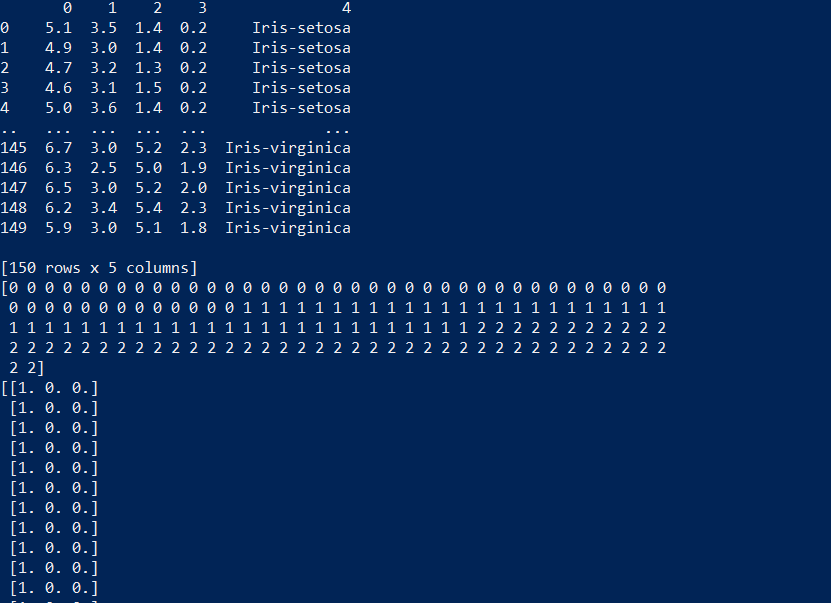 0    1    2    3               4
0    5.1  3.5  1.4  0.2     Iris-setosa
1    4.9  3.0  1.4  0.2     Iris-setosa
2    4.7  3.2  1.3  0.2     Iris-setosa
3    4.6  3.1  1.5  0.2     Iris-setosa
4    5.0  3.6  1.4  0.2     Iris-setosa
..   ...  ...  ...  ...             ...
145  6.7  3.0  5.2  2.3  Iris-virginica
146  6.3  2.5  5.0  1.9  Iris-virginica
147  6.5  3.0  5.2  2.0  Iris-virginica
148  6.2  3.4  5.4  2.3  Iris-virginica
149  5.9  3.0  5.1  1.8  Iris-virginica
[150 rows x 5 columns]
[0 0 0 0 0 0 0 0 0 0 0 0 0 0 0 0 0 0 0 0 0 0 0 0 0 0 0 0 0 0 0 0 0 0 0 0 0
 0 0 0 0 0 0 0 0 0 0 0 0 0 1 1 1 1 1 1 1 1 1 1 1 1 1 1 1 1 1 1 1 1 1 1 1 1
 1 1 1 1 1 1 1 1 1 1 1 1 1 1 1 1 1 1 1 1 1 1 1 1 1 1 2 2 2 2 2 2 2 2 2 2 2
 2 2 2 2 2 2 2 2 2 2 2 2 2 2 2 2 2 2 2 2 2 2 2 2 2 2 2 2 2 2 2 2 2 2 2 2 2
 2 2]
[[1. 0. 0.]
 [1. 0. 0.]
 [1. 0. 0.]
 [1. 0. 0.]
 [1. 0. 0.]
 [1. 0. 0.]
 [1. 0. 0.]
 [1. 0. 0.]
 [1. 0. 0.]
 [1. 0. 0.]
 [1. 0. 0.]